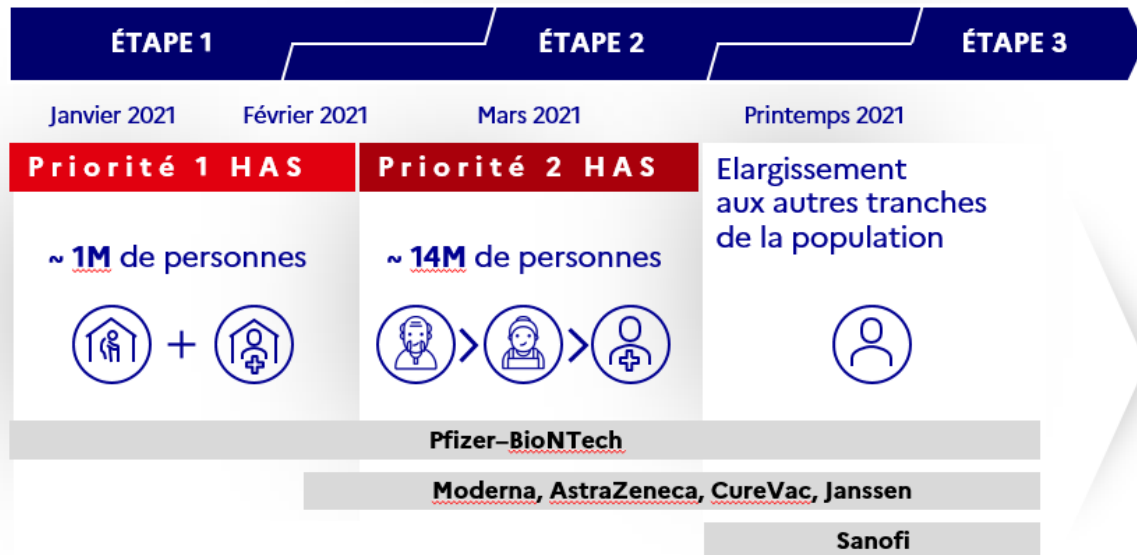 ÉTAPE 1
ÉTAPE 2
ÉTAPE 3
Janvier 2021
Février 2021
Mars 2021
Printemps 2021
Priorité 1 HAS
Priorité 2 HAS
Elargissement
aux autres tranches
de la population
~ 1M de personnes
~ 14M de personnes
Pfizer–BioNTech
Moderna, AstraZeneca, CureVac, Janssen
Sanofi